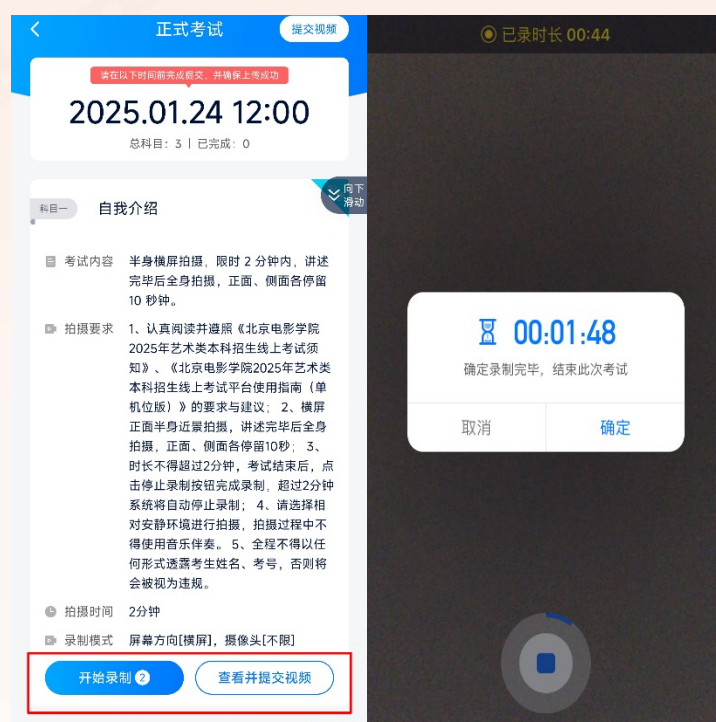 正式考试
提交视频
请在以下时间前完成提交，并确保上传成功
2025.01.24 12:00
总科目：3 | 已完成：0
向下
滑动
科目一
自我介绍
考试内容
半身横屏拍摄，限时 2 分钟内，讲述
完毕后全身拍摄，正面、侧面各停留
10 秒钟。
拍摄要求
1、认真阅读并遵照《北京电影学院
2025年艺术类本科招生线上考试须
知》、《北京电影学院2025年艺术类
本科招生线上考试平台使用指南（单
机位版）》的要求与建议； 2、横屏
正面半身近景拍摄，讲述完毕后全身
拍摄，正面、侧面各停留10秒； 3、
时长不得超过2分钟，考试结束后，点
击停止录制按钮完成录制，超过2分钟
系统将自动停止录制； 4、请选择相
对安静环境进行拍摄，拍摄过程中不
得使用音乐伴奏。 5、全程不得以任
何形式透露考生姓名、考号，否则将
会被视为违规。
拍摄时间
2分钟
录制模式
屏幕方向[横屏]，摄像头[不限]
开始录制 2
查看并提交视频
已录时长 00:44
00:01:48
确定录制完毕，结束此次考试
取消
确定